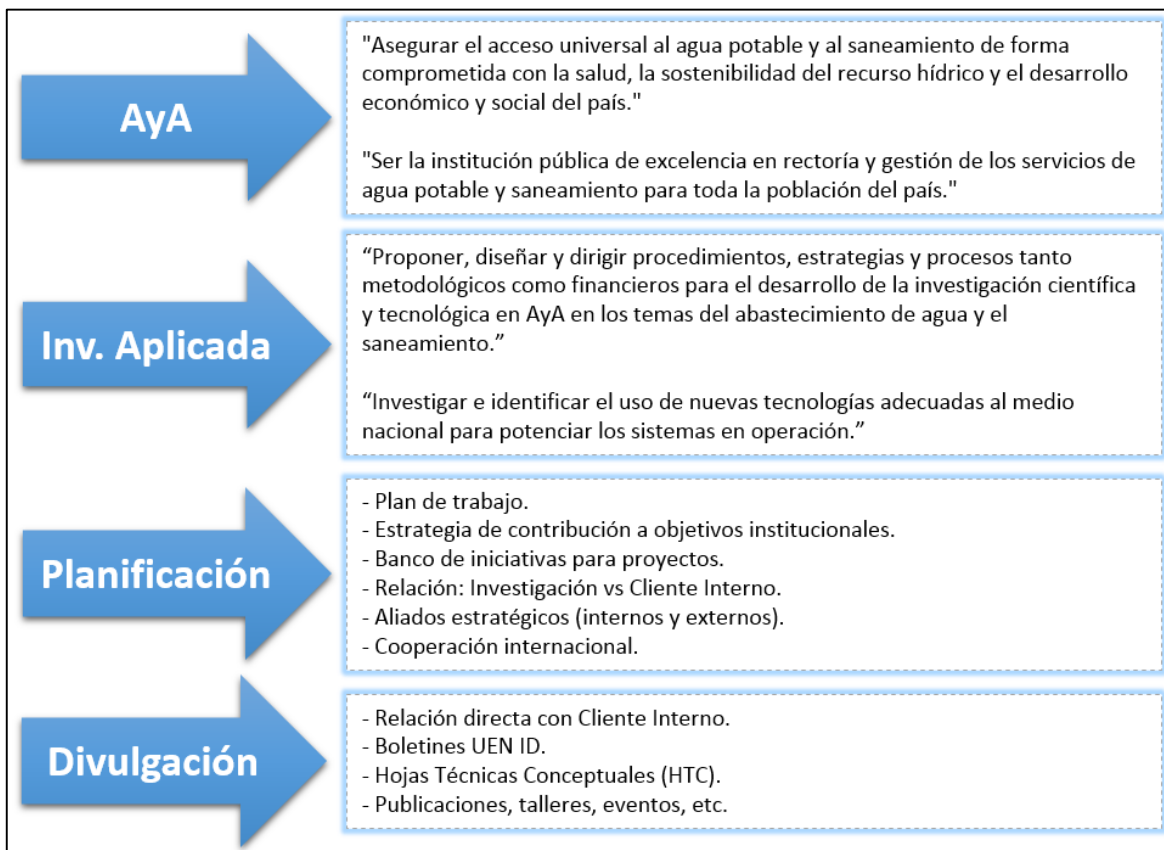 AyA
"Asegurar el acceso universal al agua potable y al saneamiento de forma
comprometida con la salud, la sostenibilidad del recurso hídrico y el desarrollo
económico y social del país."
"Ser la institución pública de excelencia en rectoría y gestión de los servicios de
agua potable y saneamiento para toda la población del país."
Inv. Aplicada
“Proponer, diseñar y dirigir procedimientos, estrategias y procesos tanto
metodológicos como financieros para el desarrollo de la investigación científica
y tecnológica en AyA en los temas del abastecimiento de agua y el
saneamiento.”
“Investigar e identificar el uso de nuevas tecnologías adecuadas al medio
nacional para potenciar los sistemas en operación.”
Planificación
- Plan de trabajo.
- Estrategia de contribución a objetivos institucionales.
- Banco de iniciativas para proyectos.
- Relación: Investigación vs Cliente Interno.
- Aliados estratégicos (internos y externos).
- Cooperación internacional.
Divulgación
- Relación directa con Cliente Interno.
- Boletines UEN ID.
- Hojas Técnicas Conceptuales (HTC).
- Publicaciones, talleres, eventos, etc.